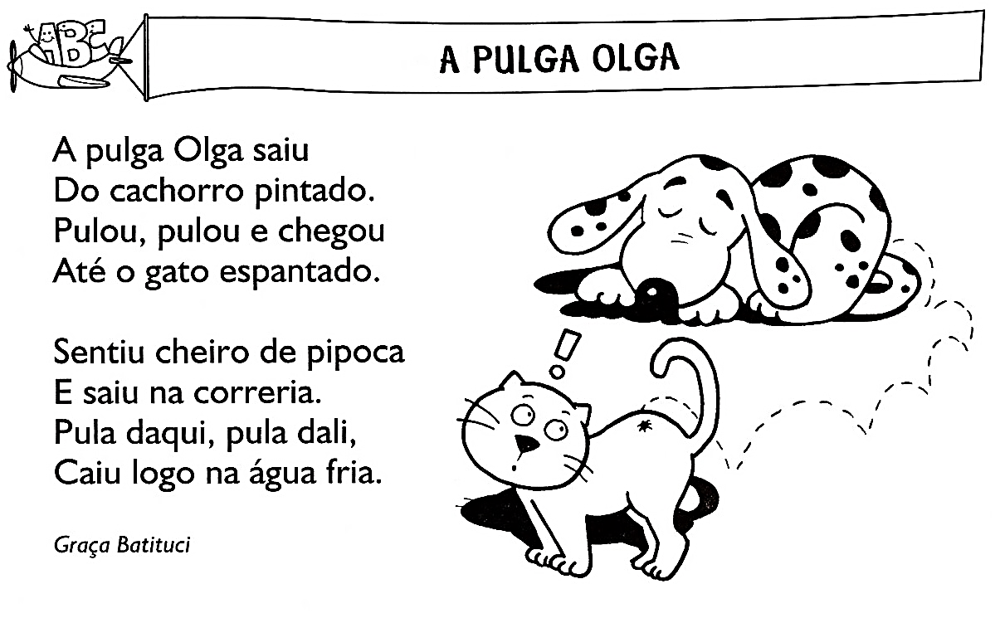 ABC
A PULGA OLGA
A pulga Olga saiu
Do cachorro pintado.
Pulou, pulou e chegou
Até o gato espantado.
Sentiu cheiro de pipoca
E saiu na correria.
Pula daqui, pula dali,
Caiu logo na água fria.
Graça Batituci
!